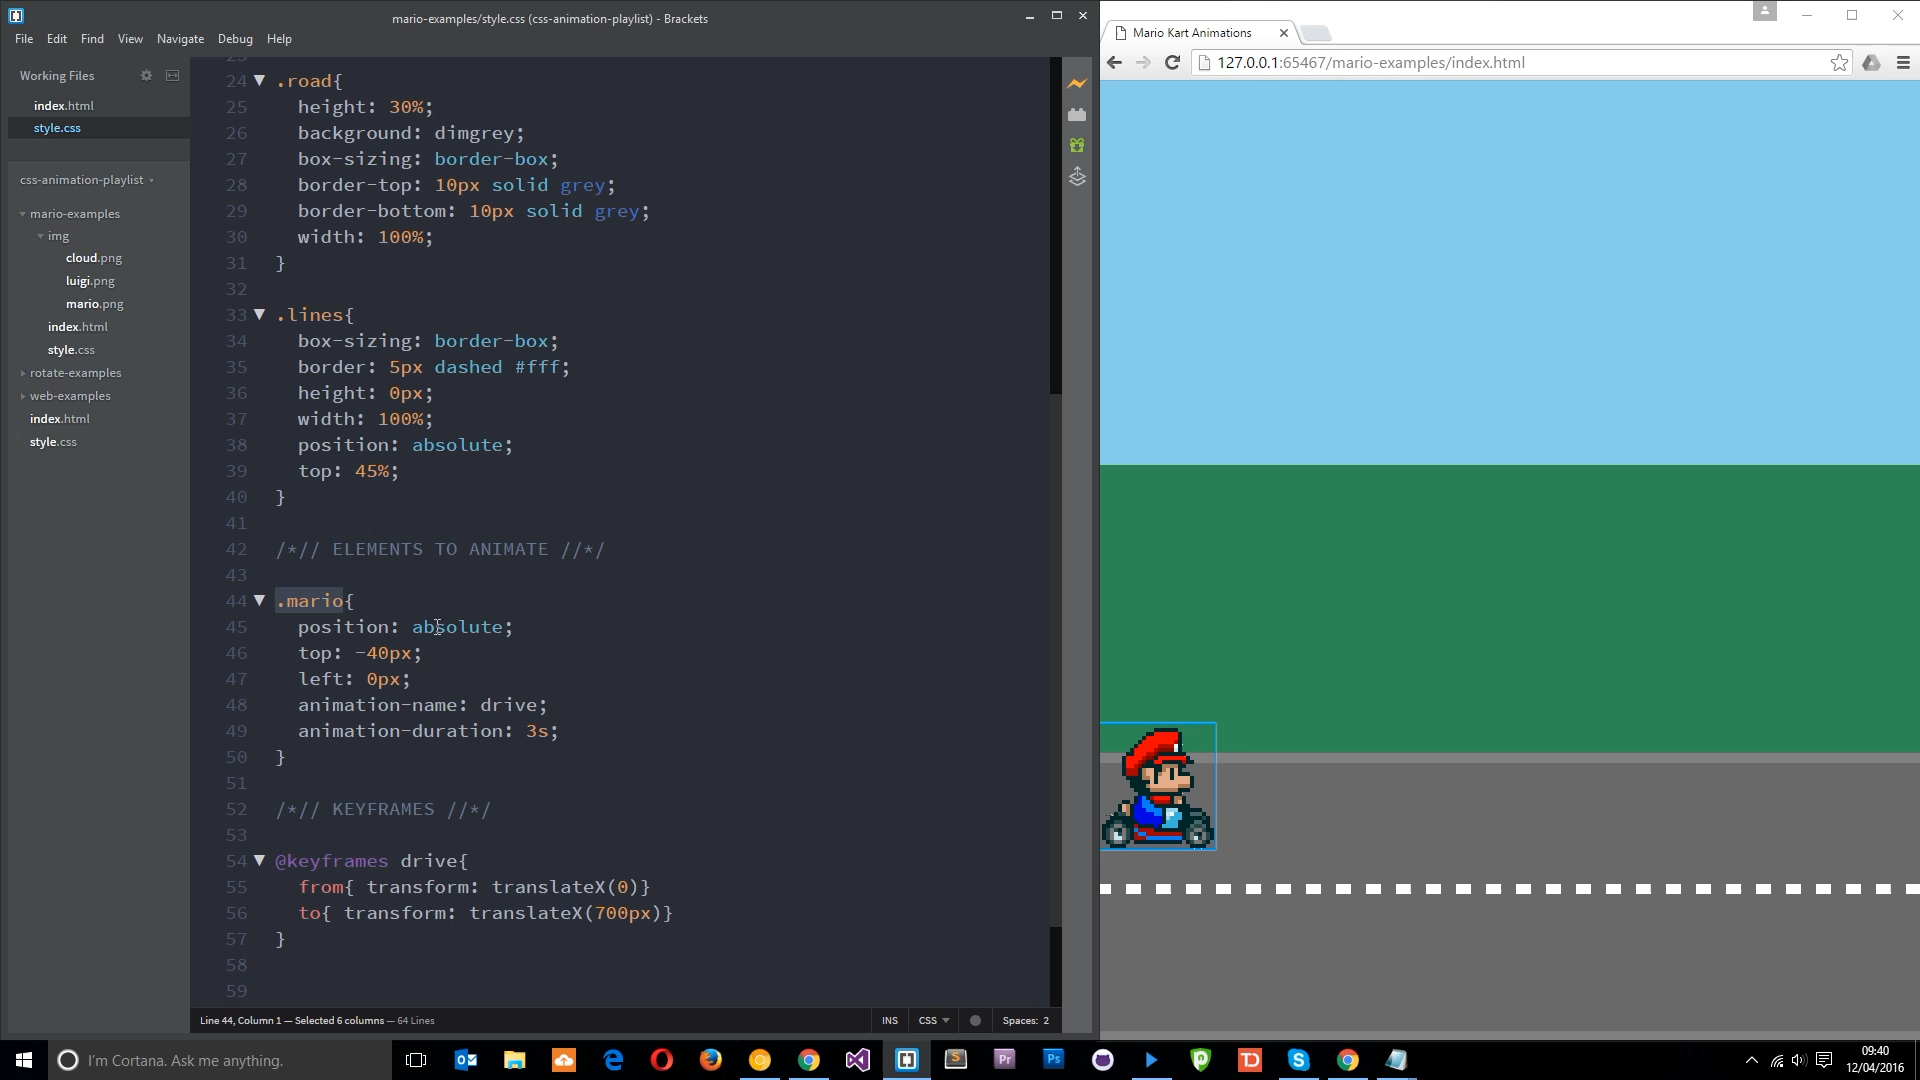 mario-examples/style.css (css-animation-playlist) - Brackets
File Edit Find View Navigate Debug Help
Working Files
index.html
style.css
css-animation-playlist
mario-examples
img
cloud.png
luigi.png
mario.png
index.html
style.css
rotate-examples
web-examples
index.html
style.css
23
24 .road{
25 height: 30%;
26 background: dimgrey;
27 box-sizing: border-box;
28 border-top: 10px solid grey;
29 border-bottom: 10px solid grey;
30 width: 100%;
31 }
32
33 .lines{
34 box-sizing: border-box;
35 border: 5px dashed #fff;
36 height: 0px;
37 width: 100%;
38 position: absolute;
39 top: 45%;
40 }
41
42 /*// ELEMENTS TO ANIMATE //*/
43
44 .mario{
45 position: absolute;
46 top: -40px;
47 left: 0px;
48 animation-name: drive;
49 animation-duration: 3s;
50 }
51
52 /*// KEYFRAMES //*/
53
54 @keyframes drive{
55 from{ transform: translateX(0)}
56 to{ transform: translateX(700px)}
57 }
58
59
Line 44, Column 1 — Selected 6 columns — 64 Lines
INS CSS Spaces: 2
Mario Kart Animations
127.0.0.1:65467/mario-examples/index.html
I'm Cortana. Ask me anything.
S
Pr
Ps
TD
09:40
12/04/2016